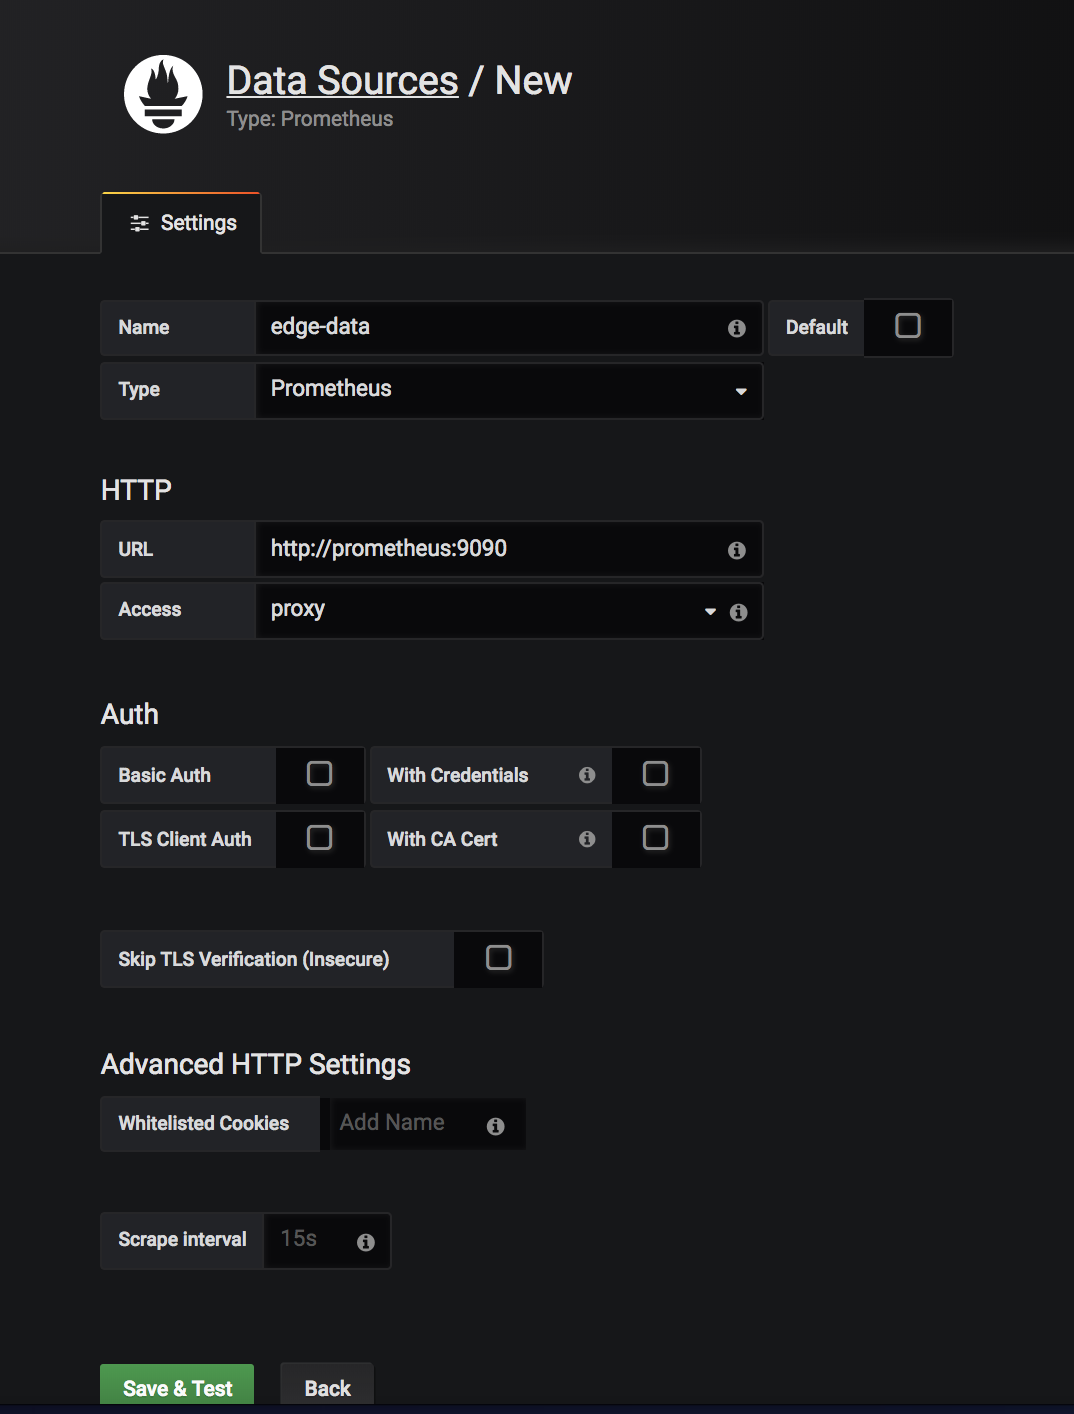 Data Sources / New
Type: Prometheus
Settings
Name edge-data Default
Type Prometheus
HTTP
URL http://prometheus:9090
Access proxy
Auth
Basic Auth With Credentials
TLS Client Auth With CA Cert
Skip TLS Verification (Insecure)
Advanced HTTP Settings
Whitelisted Cookies Add Name
Scrape interval 15s
Save & Test Back